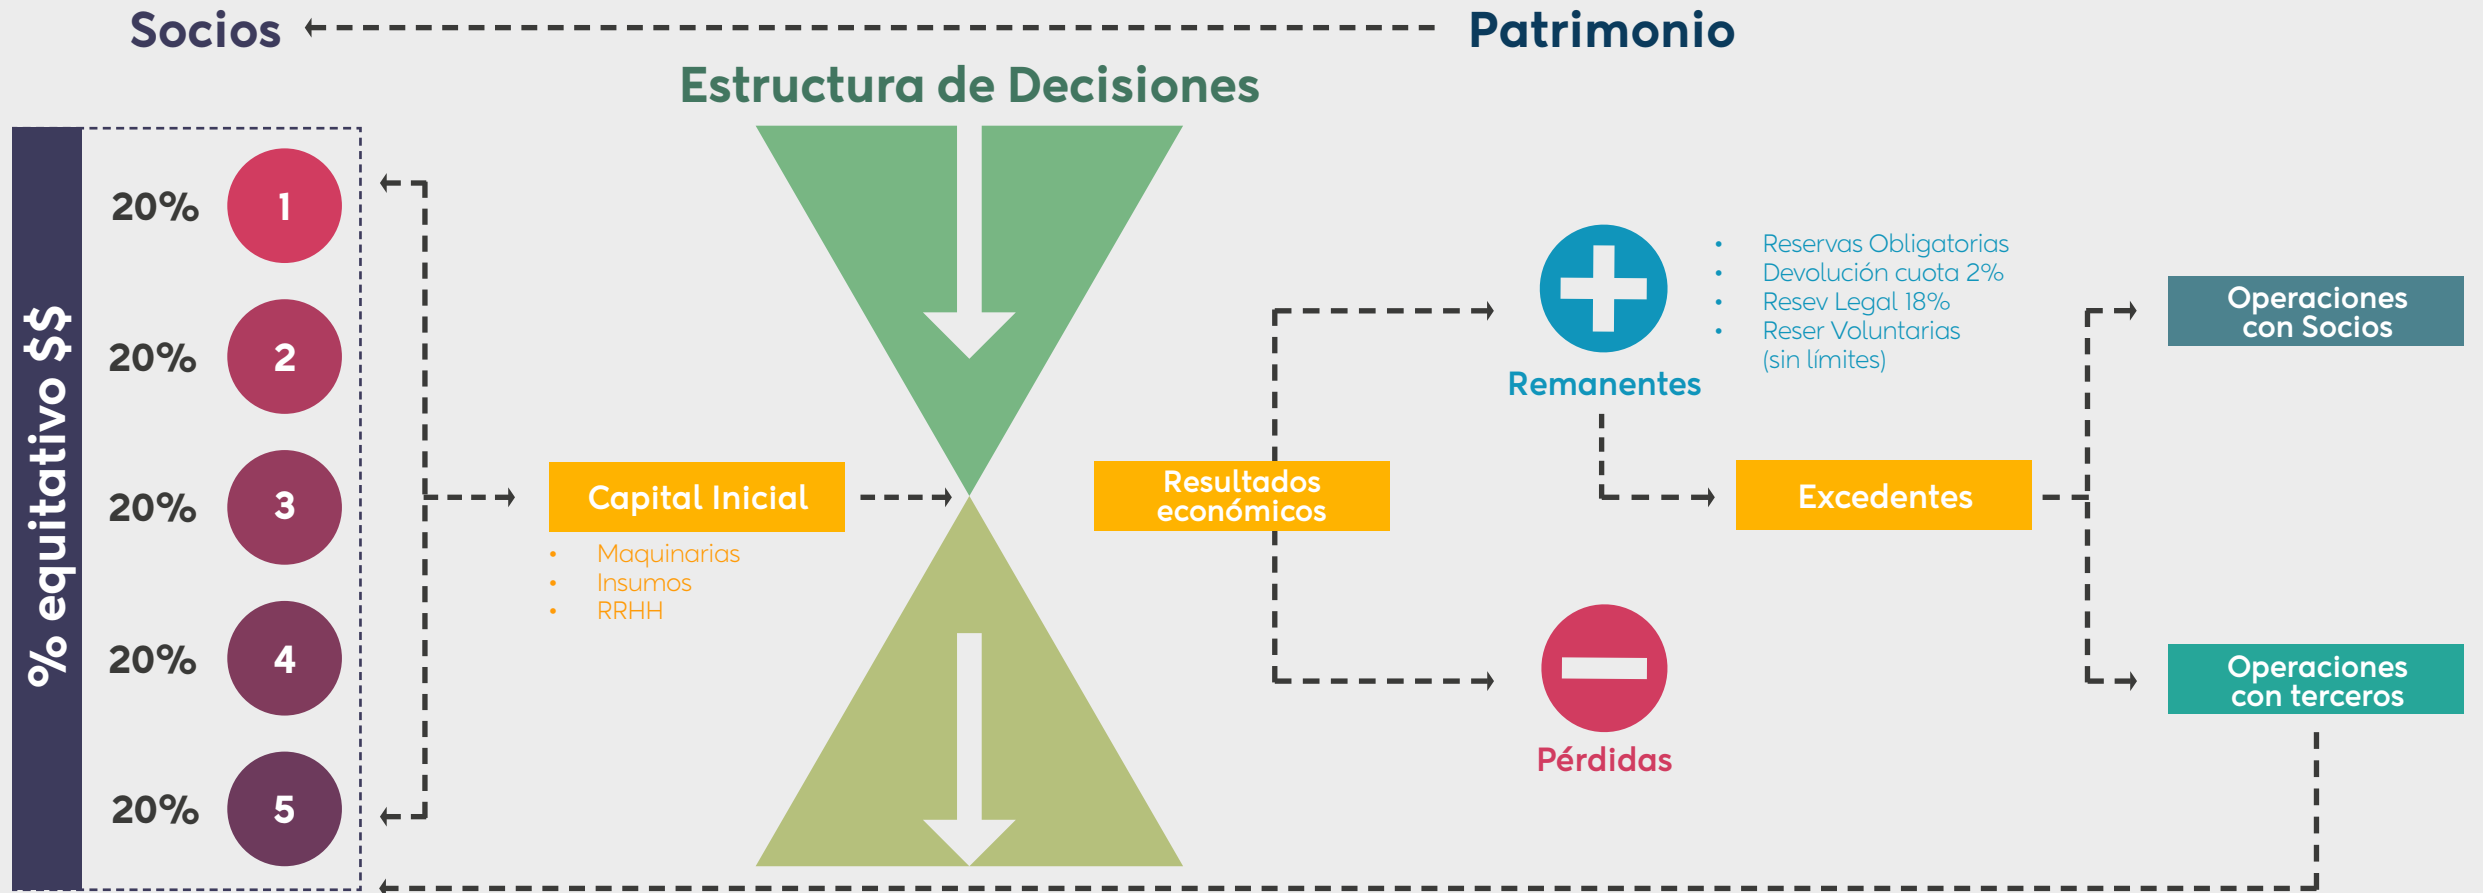 Socios
Patrimonio
Estructura de Decisiones
% equitativo $$
20% 1
20% 2
20% 3
20% 4
20% 5
Capital Inicial
• Maquinarias
• Insumos
• RRHH
Resultados
económicos
Remanentes
• Reservas Obligatorias
• Devolución cuota 2%
• Resev Legal 18%
• Reser Voluntarias
(sin límites)
Pérdidas
Excedentes
Operaciones
con Socios
Operaciones
con terceros